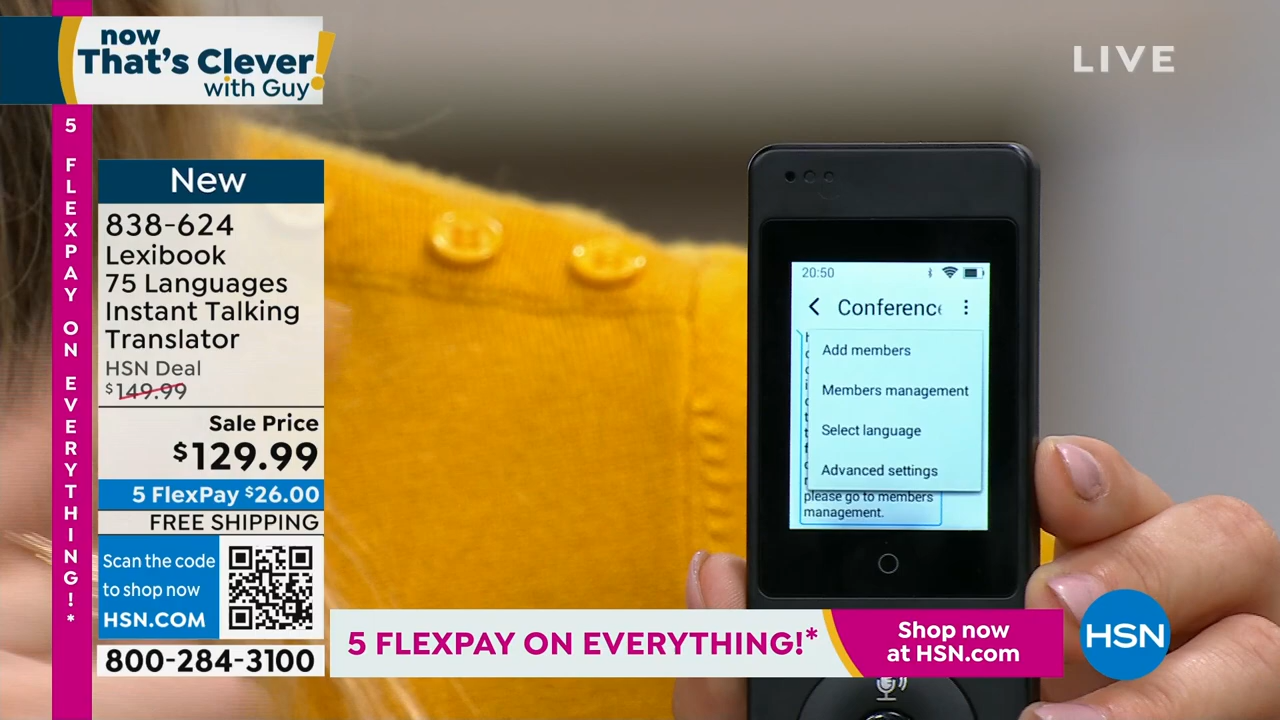 now
That's Clever!
with Guy
LIVE
5 FLEXPAY ON EVERYTHING!*
New
838-624
Lexibook
75 Languages
Instant Talking
Translator
HSN Deal
$149.99
Sale Price
$129.99
5 FlexPay $26.00
FREE SHIPPING
Scan the code
to shop now
HSN.COM
800-284-3100
20:50
Conference
Add members
Members management
Select language
Advanced settings
please go to members
management.
5 FLEXPAY ON EVERYTHING!*
Shop now
at HSN.com
HSN